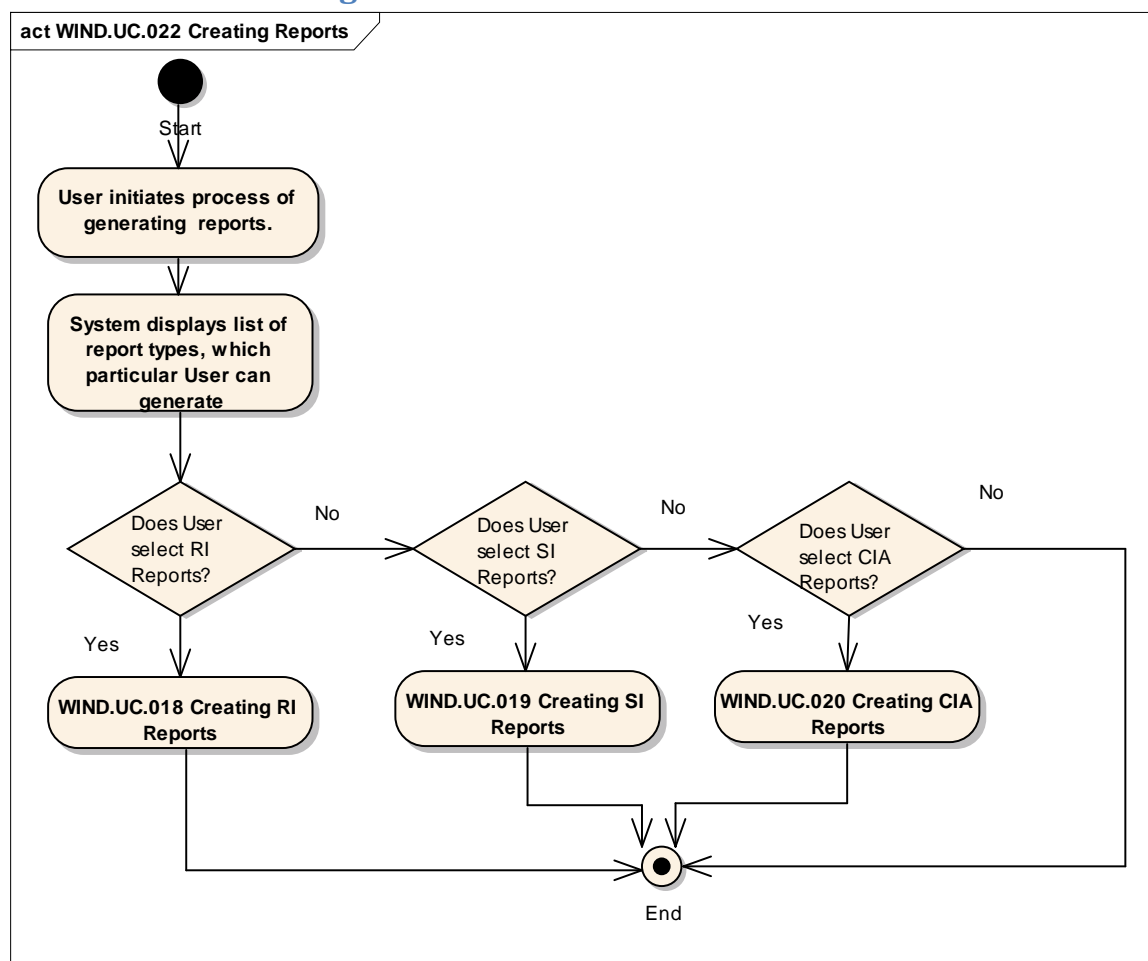 act WIND.UC.022 Creating Reports
Start
User initiates process of
generating reports.
System displays list of
report types, which
particular User can
generate
Does User
select RI
Reports?
No
Does User
select SI
Reports?
No
Does User
select CIA
Reports?
No
Yes
Yes
Yes
WIND.UC.018 Creating RI
Reports
WIND.UC.019 Creating SI
Reports
WIND.UC.020 Creating CIA
Reports
End